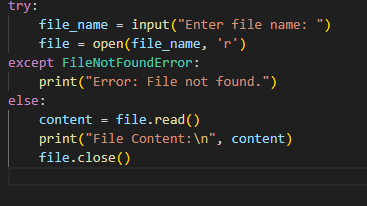 try:
    file_name = input("Enter file name: ")
    file = open(file_name, 'r')
except FileNotFoundError:
    print("Error: File not found.")
else:
    content = file.read()
    print("File Content:\n", content)
    file.close()